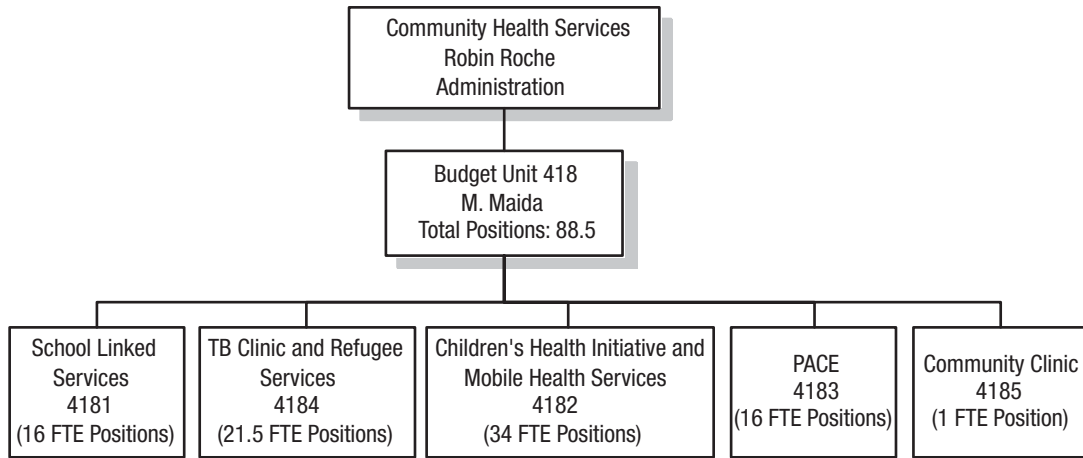 Community Health Services
Robin Roche
Administration
Budget Unit 418
M. Maida
Total Positions: 88.5
School Linked
Services
4181
(16 FTE Positions)
TB Clinic and Refugee
Services
4184
(21.5 FTE Positions)
Children's Health Initiative and
Mobile Health Services
4182
(34 FTE Positions)
PACE
4183
(16 FTE Positions)
Community Clinic
4185
(1 FTE Position)